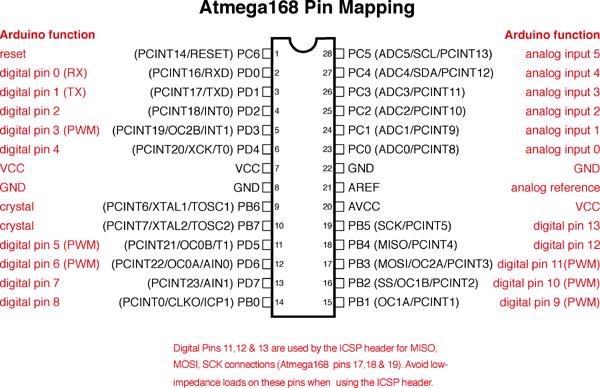 Atmega168 Pin Mapping
Arduino function Arduino function
reset (PCINT14/RESET) PC6 1 28 PC5 (ADC5/SCL/PCINT13) analog input 5
digital pin 0 (RX) (PCINT16/RXD) PD0 2 27 PC4 (ADC4/SDA/PCINT12) analog input 4
digital pin 1 (TX) (PCINT17/TXD) PD1 3 26 PC3 (ADC3/PCINT11) analog input 3
digital pin 2 (PCINT18/INT0) PD2 4 25 PC2 (ADC2/PCINT10) analog input 2
digital pin 3 (PWM) (PCINT19/OC2B/INT1) PD3 5 24 PC1 (ADC1/PCINT9) analog input 1
digital pin 4 (PCINT20/XCK/T0) PD4 6 23 PC0 (ADC0/PCINT8) analog input 0
VCC VCC 7 22 GND GND
GND GND 8 21 AREF analog reference
crystal (PCINT6/XTAL1/TOSC1) PB6 9 20 AVCC VCC
crystal (PCINT7/XTAL2/TOSC2) PB7 10 19 PB5 (SCK/PCINT5) digital pin 13
digital pin 5 (PWM) (PCINT21/OC0B/T1) PD5 11 18 PB4 (MISO/PCINT4) digital pin 12
digital pin 6 (PWM) (PCINT22/OC0A/AIN0) PD6 12 17 PB3 (MOSI/OC2A/PCINT3) digital pin 11(PWM)
digital pin 7 (PCINT23/AIN1) PD7 13 16 PB2 (SS/OC1B/PCINT2) digital pin 10 (PWM)
digital pin 8 (PCINT0/CLKO/ICP1) PB0 14 15 PB1 (OC1A/PCINT1) digital pin 9 (PWM)
Digital Pins 11,12 & 13 are used by the ICSP header for MISO,
MOSI, SCK connections (Atmega168 pins 17,18 & 19). Avoid low-
impedance loads on these pins when using the ICSP header.